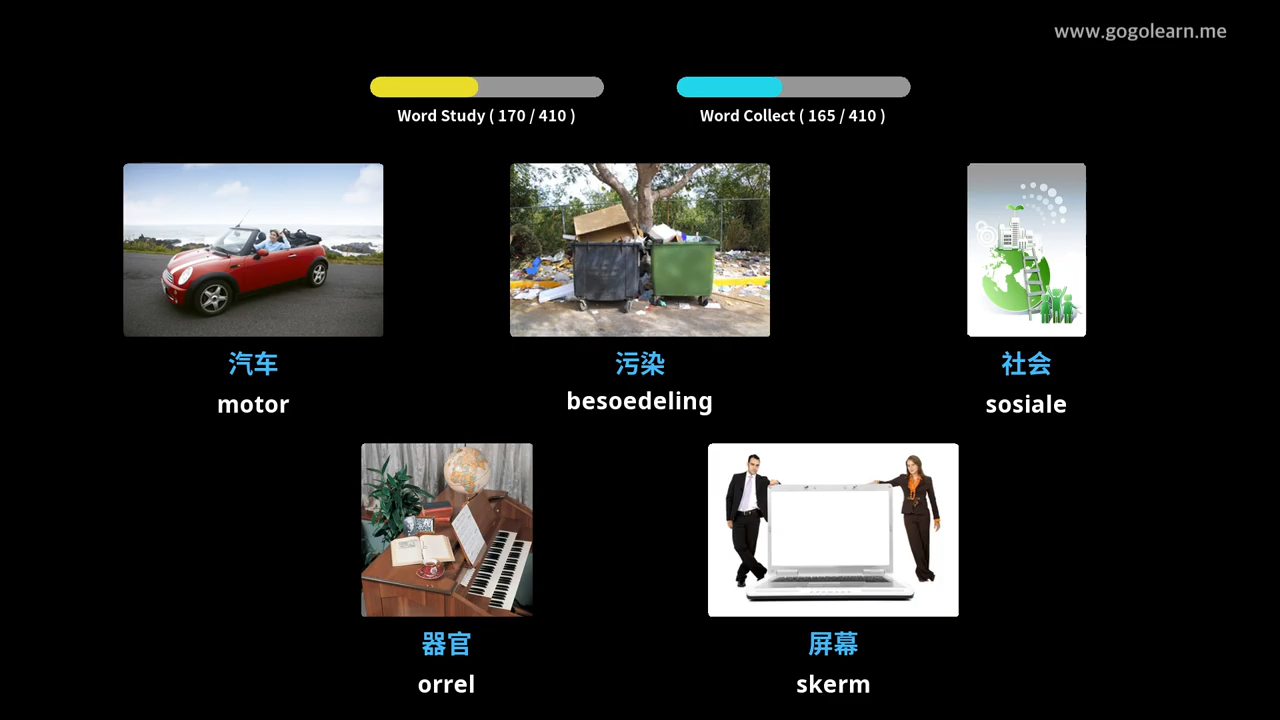 www.gogolearn.me
Word Study ( 170 / 410 )
Word Collect ( 165 / 410 )
汽车
motor
污染
besoedeling
社会
sosiale
器官
orrel
屏幕
skerm